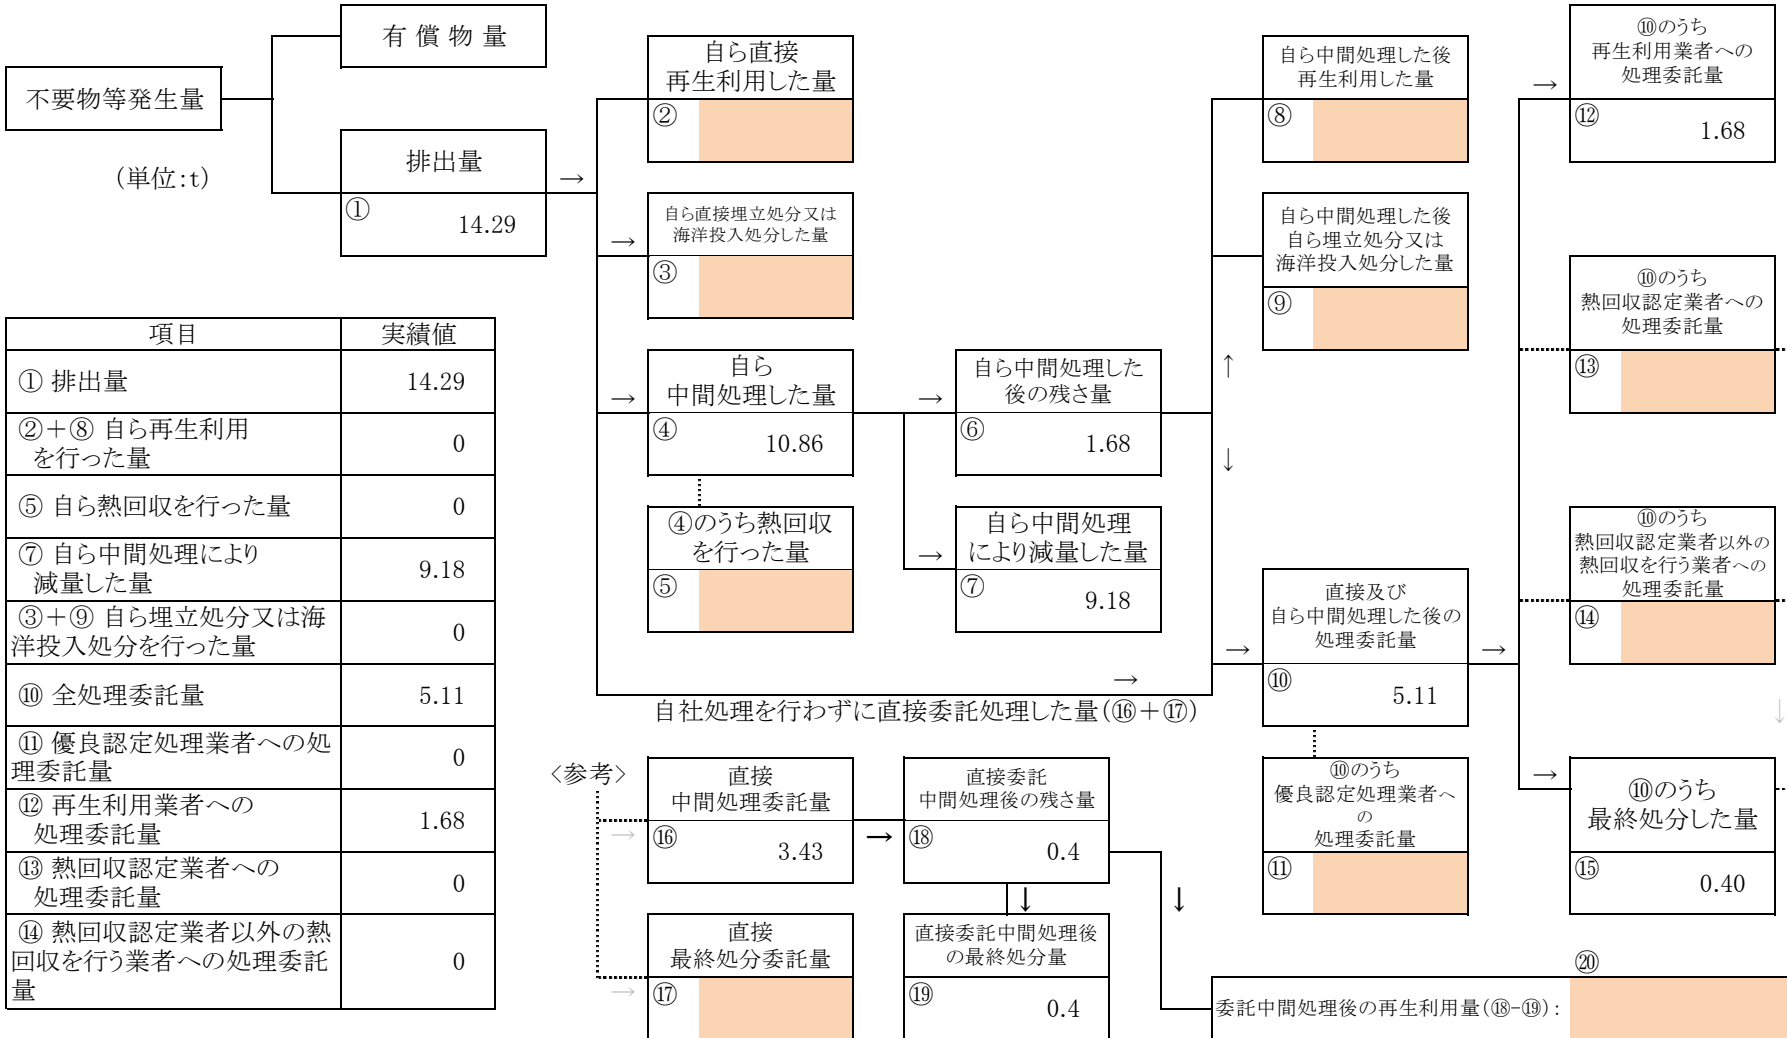 有 償 物 量
不要物等発生量
(単位:t)
排出量
→
①
14.29
自ら直接
再生利用した量
②
自ら直接埋立処分又は
海洋投入処分した量
→
③
自ら
中間処理した量
→
④
10.86
④のうち熱回収
を行った量
⑤
→
自ら中間処理した
後の残さ量
⑥
1.68
→
自ら中間処理
により減量した量
⑦
9.18
自ら中間処理した後
再生利用した量
⑧
自ら中間処理した後
自ら埋立処分又は
海洋投入処分した量
⑨
↑
↓
→
直接及び
自ら中間処理した後の
処理委託量
⑩
5.11
→
⑩のうち
優良認定処理業者へ
の
処理委託量
⑪
→
⑩のうち
再生利用業者への
処理委託量
⑫
1.68
⑩のうち
熱回収認定業者への
処理委託量
⑬
⑩のうち
熱回収認定業者以外の
熱回収を行う業者への
処理委託量
⑭
↓
→
⑩のうち
最終処分した量
⑮
0.40
→
自社処理を行わずに直接委託処理した量(⑯+⑰)
<参考>
直接
中間処理委託量
→
⑯
3.43
→
直接委託
中間処理後の残さ量
⑱
0.4
↓
↓
直接
最終処分委託量
→
⑰
直接委託中間処理後
の最終処分量
⑲
0.4
⑳
委託中間処理後の再生利用量(⑱-⑲):
項目 実績値
① 排出量 14.29
②+⑧ 自ら再生利用
を行った量 0
⑤ 自ら熱回収を行った量 0
⑦ 自ら中間処理により
減量した量 9.18
③+⑨ 自ら埋立処分又は海
洋投入処分を行った量 0
⑩ 全処理委託量 5.11
⑪ 優良認定処理業者への処
理委託量 0
⑫ 再生利用業者への
処理委託量 1.68
⑬ 熱回収認定業者への
処理委託量 0
⑭ 熱回収認定業者以外の熱
回収を行う業者への処理委託
量 0